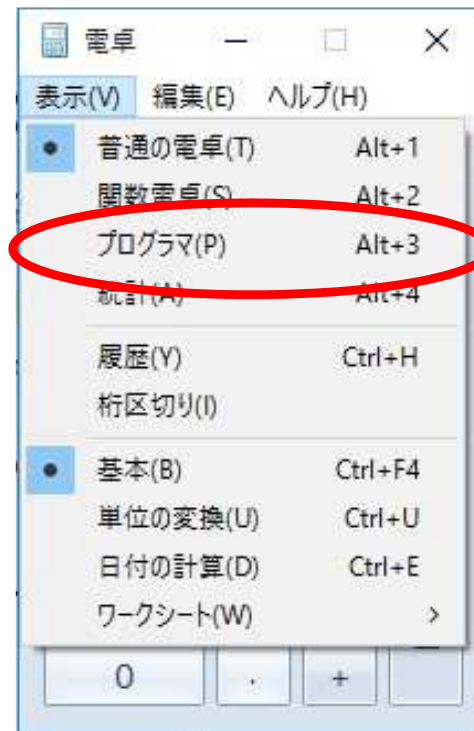 電卓
表示(V) 編集(E) ヘルプ(H)
普通の電卓(T) Alt+1
関数電卓(S) Alt+2
プログラマ(P) Alt+3
統計(A) Alt+4
履歴(Y) Ctrl+H
桁区切り(I)
基本(B) Ctrl+F4
単位の変換(U) Ctrl+U
日付の計算(D) Ctrl+E
ワークシート(W) >
0 . +